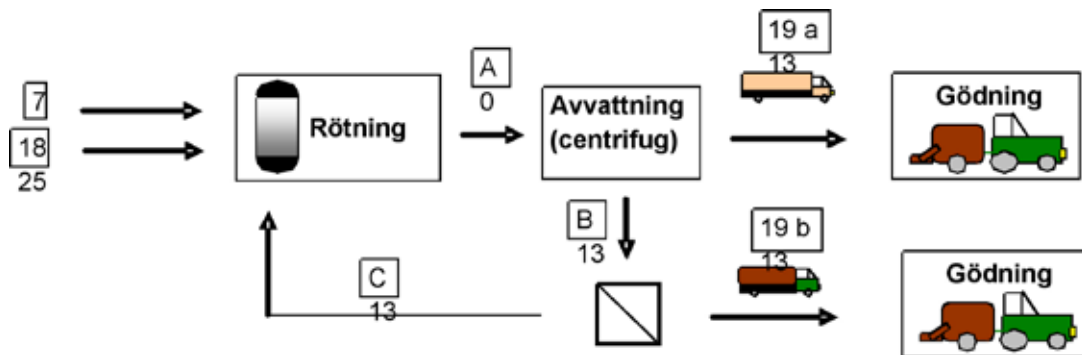 7
18
25
Rötning
A
0
Avvattning
(centrifug)
19 a
13
Gödning
B
13
C
13
19 b
13
Gödning